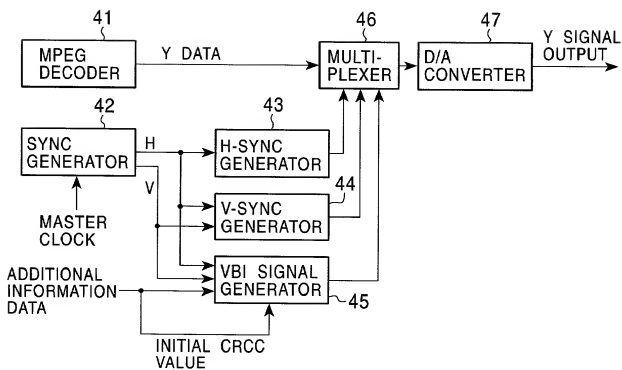 41
MPEG
DECODER
Y DATA
46
MULTI-
PLEXER
47
D/A
CONVERTER
Y SIGNAL
OUTPUT
42
SYNC
GENERATOR
H
V
MASTER
CLOCK
43
H-SYNC
GENERATOR
44
V-SYNC
GENERATOR
ADDITIONAL
INFORMATION
DATA
VBI SIGNAL
GENERATOR
45
INITIAL CRCC
VALUE